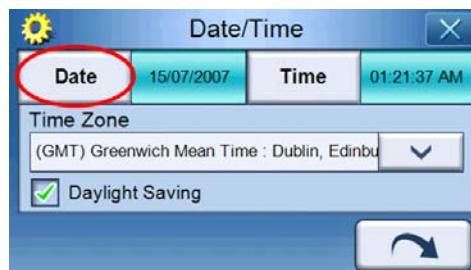 Date/Time
Date 15/07/2007 Time 01:21:37 AM
Time Zone
(GMT) Greenwich Mean Time : Dublin, Edinbu
Daylight Saving